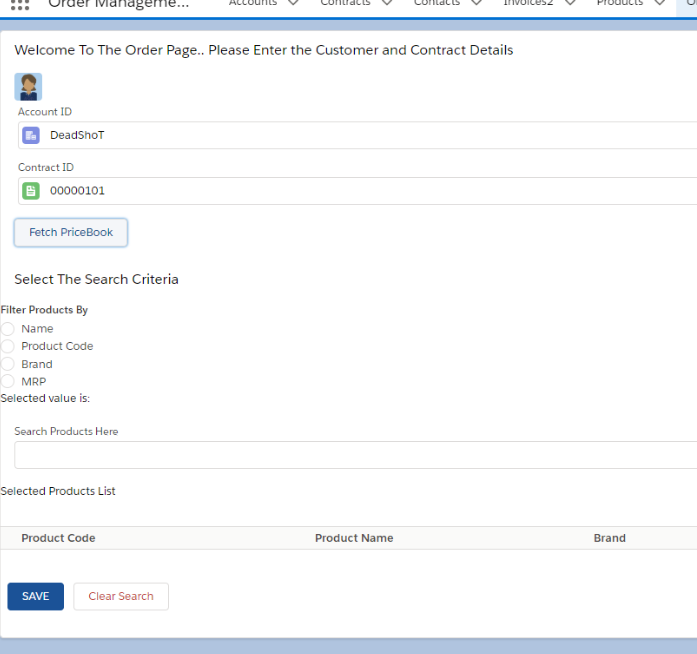 Order Manageme... Accounts Contracts Contacts Invoices2 Products
Welcome To The Order Page.. Please Enter the Customer and Contract Details
Account ID
DeadShoT
Contract ID
00000101
Fetch PriceBook
Select The Search Criteria
Filter Products By
Name
Product Code
Brand
MRP
Selected value is:
Search Products Here
Selected Products List
Product Code Product Name Brand
SAVE Clear Search